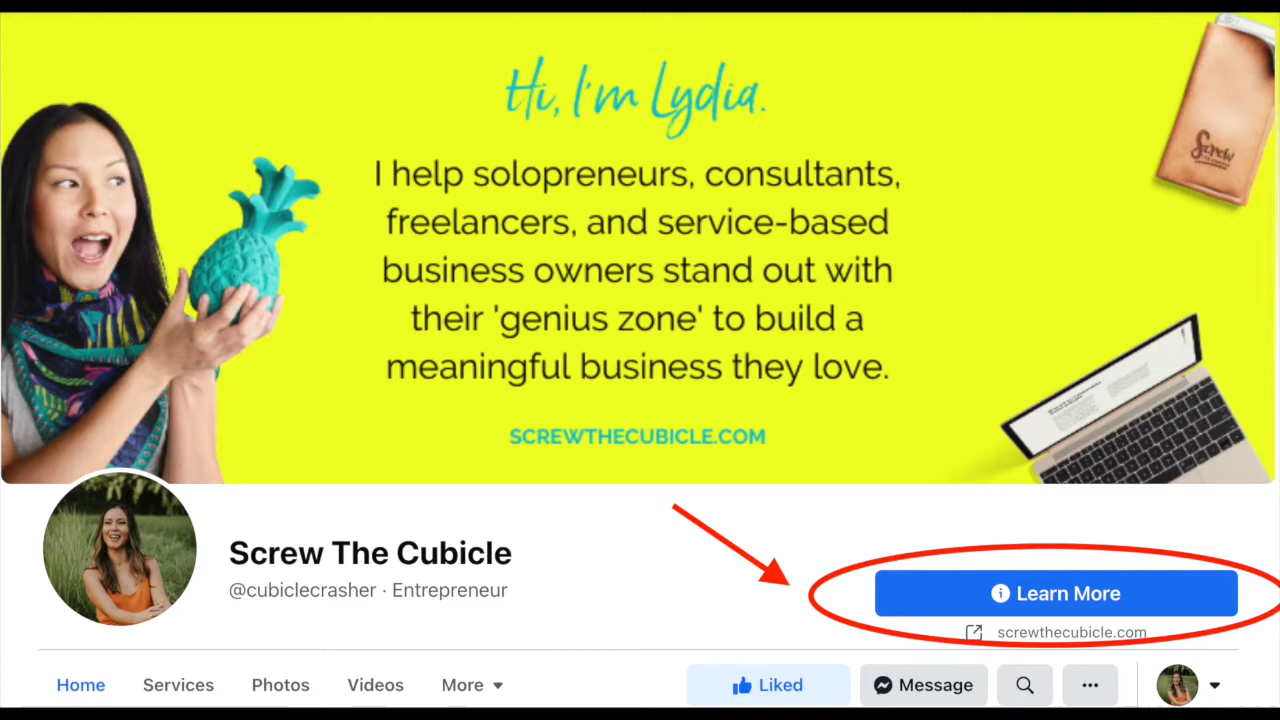 Hi, I'm Lydia.
I help solopreneurs, consultants,
freelancers, and service-based
business owners stand out with
their 'genius zone' to build a
meaningful business they love.
SCREWTHECUBICLE.COM
Screw
Screw The Cubicle
@cubiclecrasher · Entrepreneur
Learn More
screwthecubicle.com
Home Services Photos Videos More Liked Message